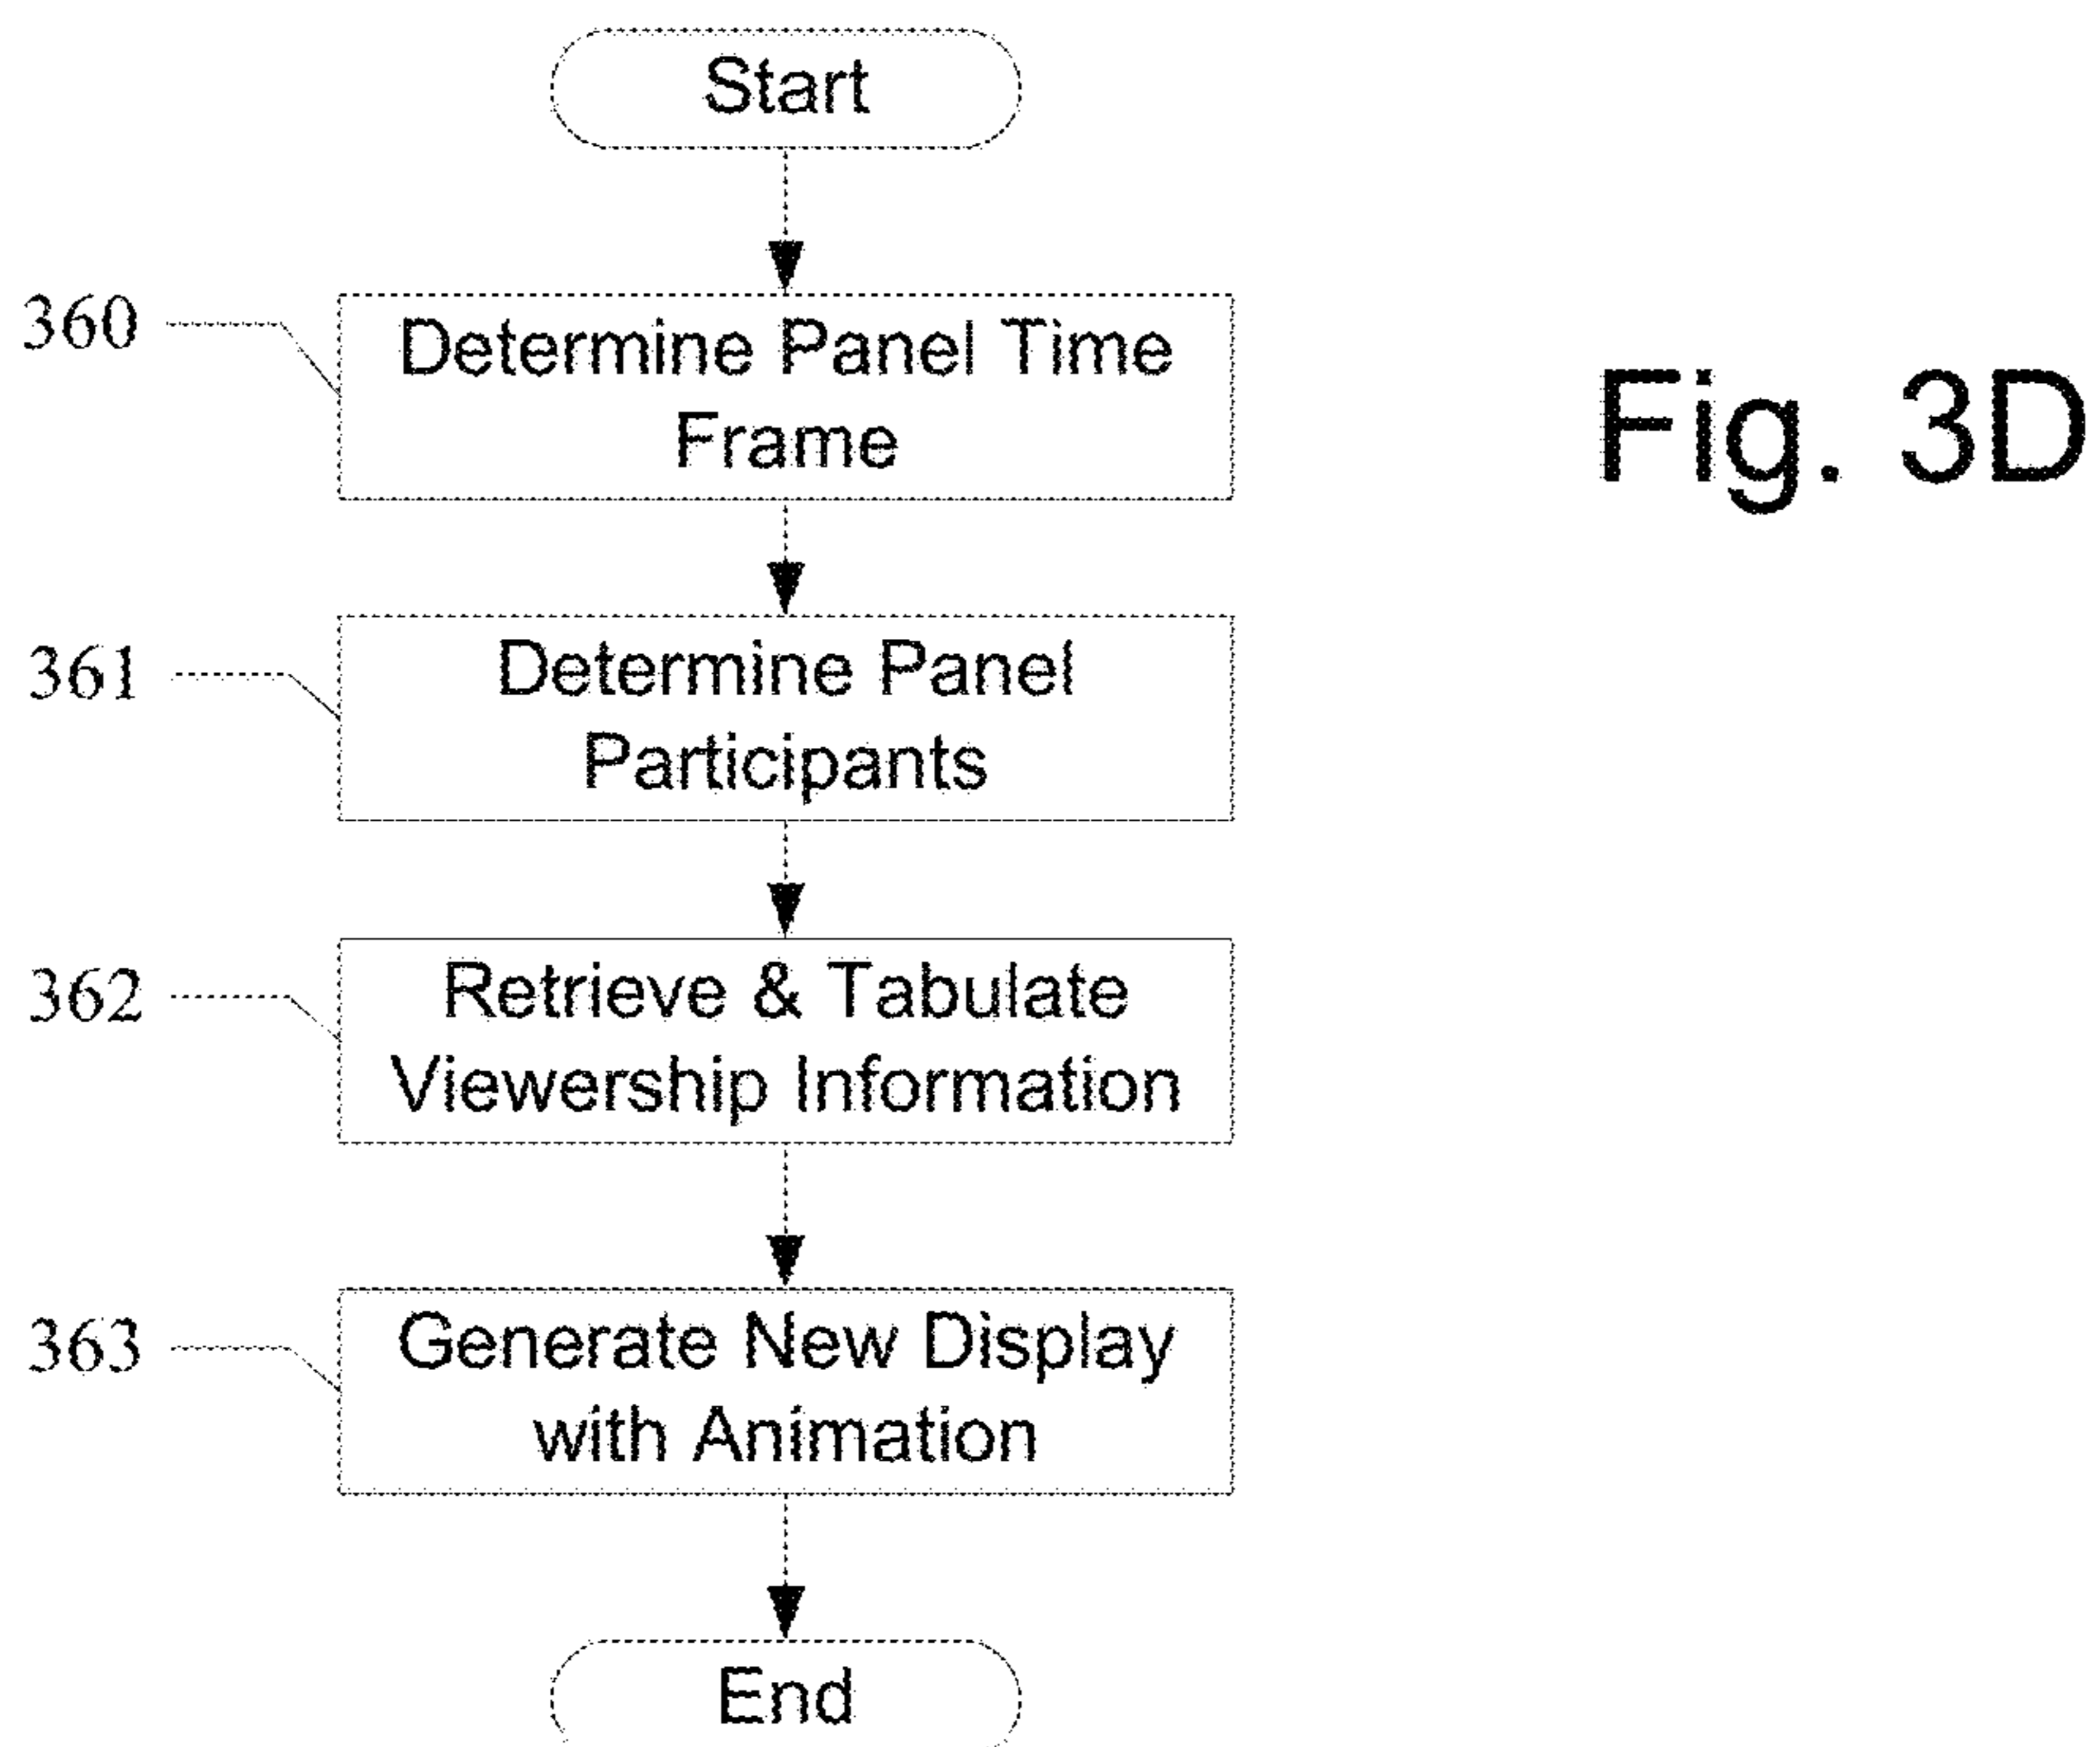 Start
360
Determine Panel Time
Frame
Fig. 3D
361
Determine Panel
Participants
362
Retrieve & Tabulate
Viewership Information
363
Generate New Display
with Animation
End